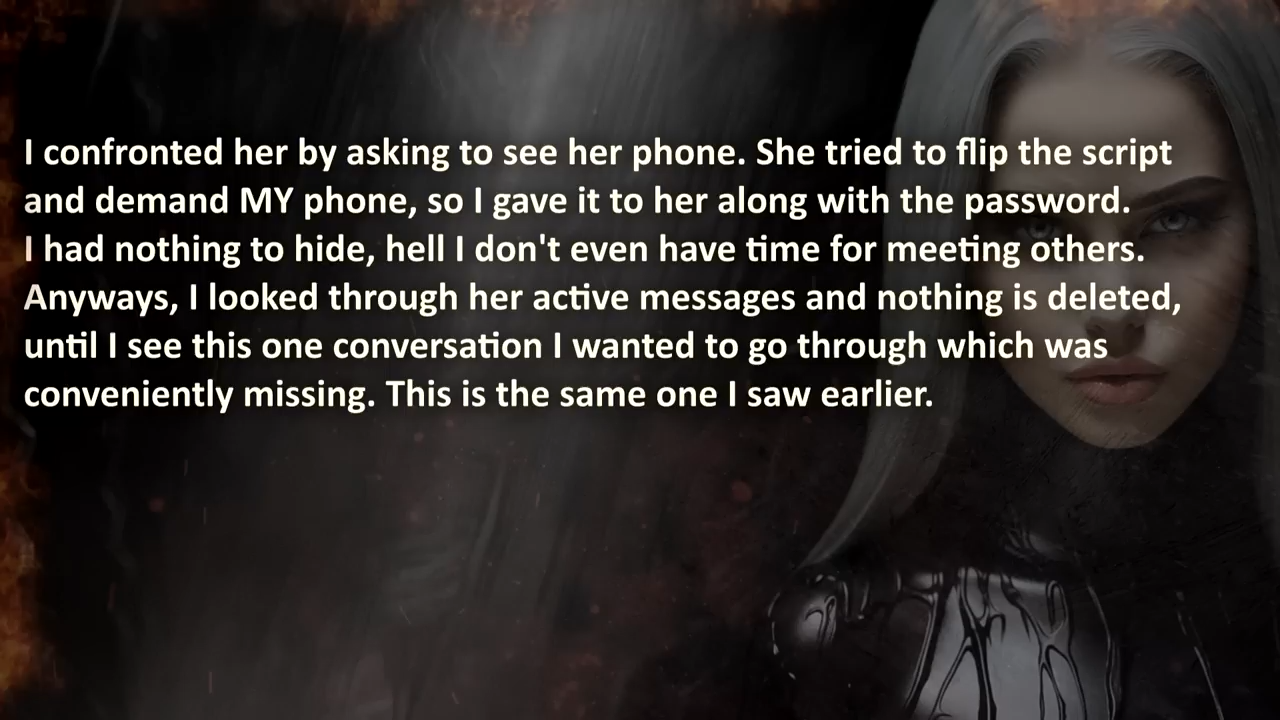 I confronted her by asking to see her phone. She tried to flip the script
and demand MY phone, so I gave it to her along with the password.
I had nothing to hide, hell I don't even have time for meeting others.
Anyways, I looked through her active messages and nothing is deleted,
until I see this one conversation I wanted to go through which was
conveniently missing. This is the same one I saw earlier.